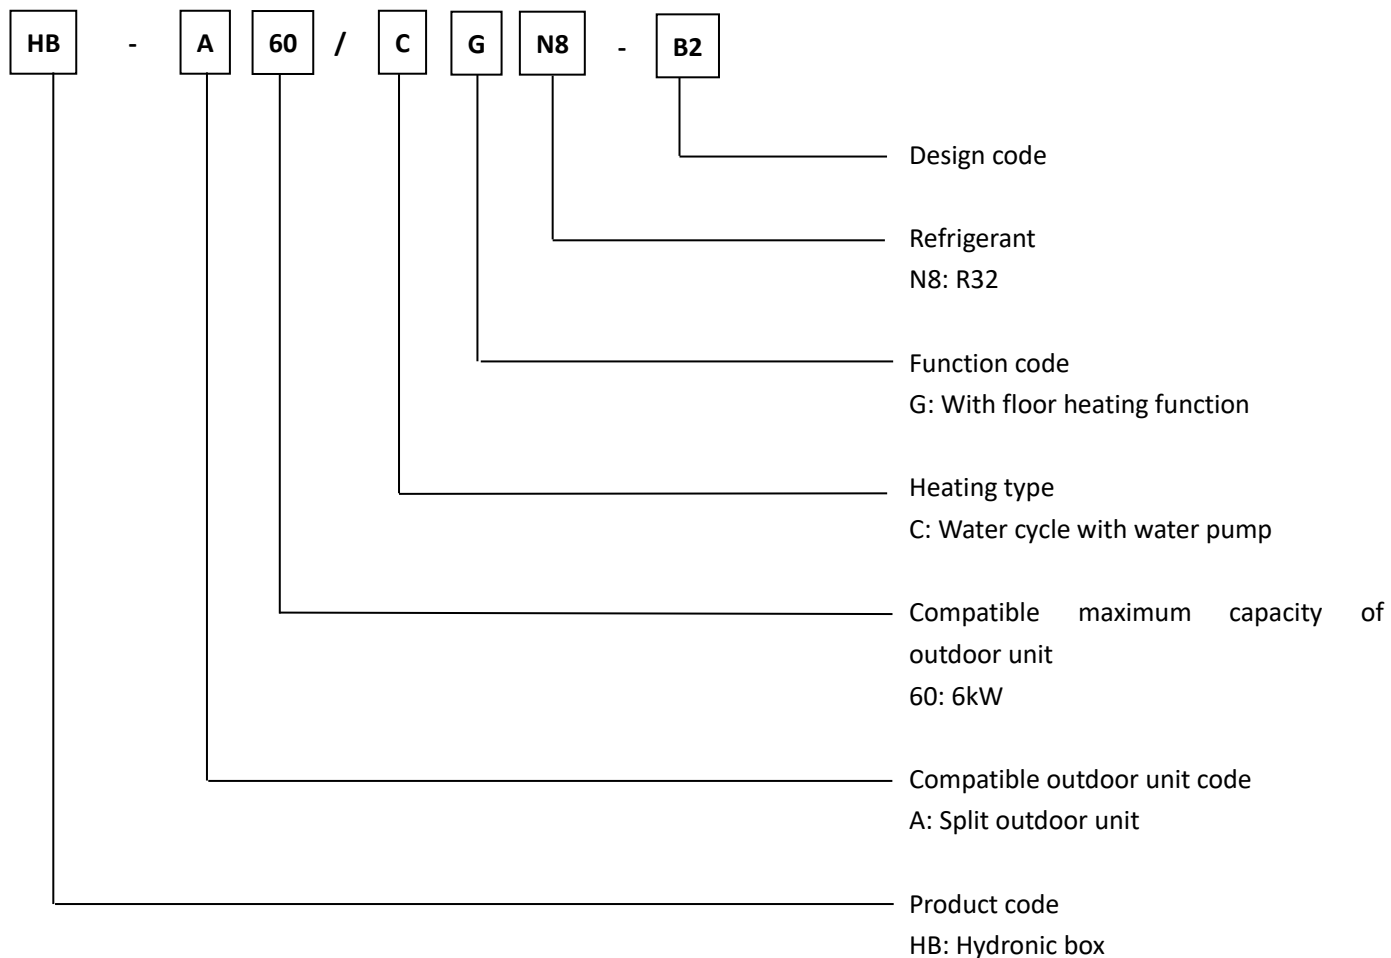 HB - A 60 / C G N8 - B2
Design code
Refrigerant
N8: R32
Function code
G: With floor heating function
Heating type
C: Water cycle with water pump
Compatible maximum capacity of
outdoor unit
60: 6kW
Compatible outdoor unit code
A: Split outdoor unit
Product code
HB: Hydronic box